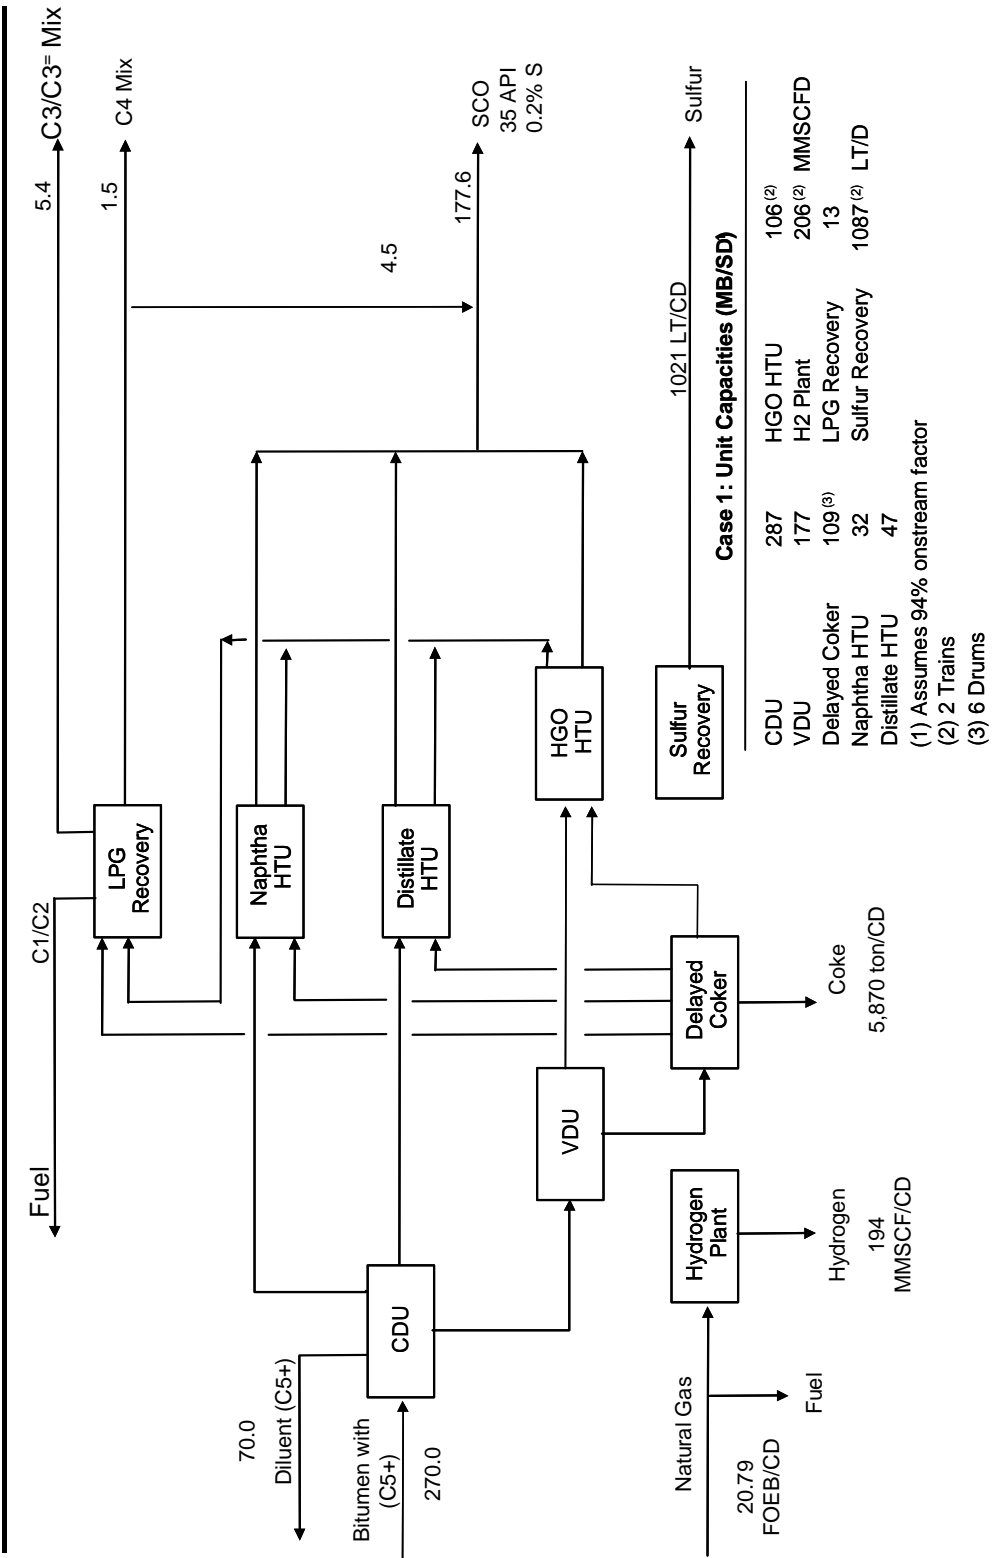 Fuel
C1/C2
5.4
C3/C3= Mix
1.5
C4 Mix
LPG
Recovery
70.0
Diluent (C5+)
Bitumen with
(C5+)
270.0
CDU
Naphtha
HTU
Distillate
HTU
4.5
177.6
SCO
35 API
0.2% S
VDU
HGO
HTU
Natural Gas
20.79
FOEB/CD
Fuel
Hydrogen
Plant
Hydrogen
194
MMSCF/CD
Delayed
Coker
Coke
5,870 ton/CD
Sulfur
Recovery
1021 LT/CD
Sulfur
Case 1: Unit Capacities (MB/SD)
CDU 287 HGO HTU 106(2)
VDU 177 H2 Plant 206(2) MMSCFD
Delayed Coker 109(3) LPG Recovery 13
Naphtha HTU 32 Sulfur Recovery 1087(2) LT/D
Distillate HTU 47
(1) Assumes 94% onstream factor
(2) 2 Trains
(3) 6 Drums